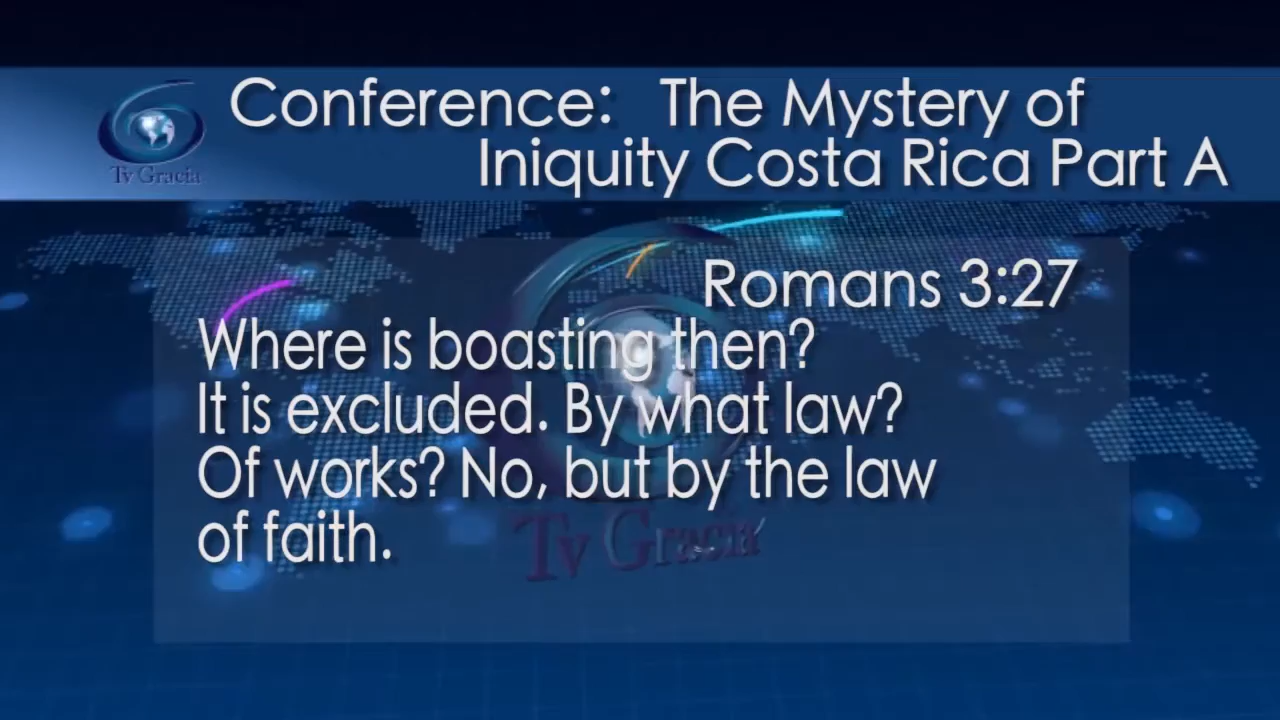 Conference: The Mystery of
Iniquity Costa Rica Part A
Tv Gracia
Romans 3:27
Where is boasting then?
It is excluded. By what law?
Of works? No, but by the law
of faith.
Tv Gracia